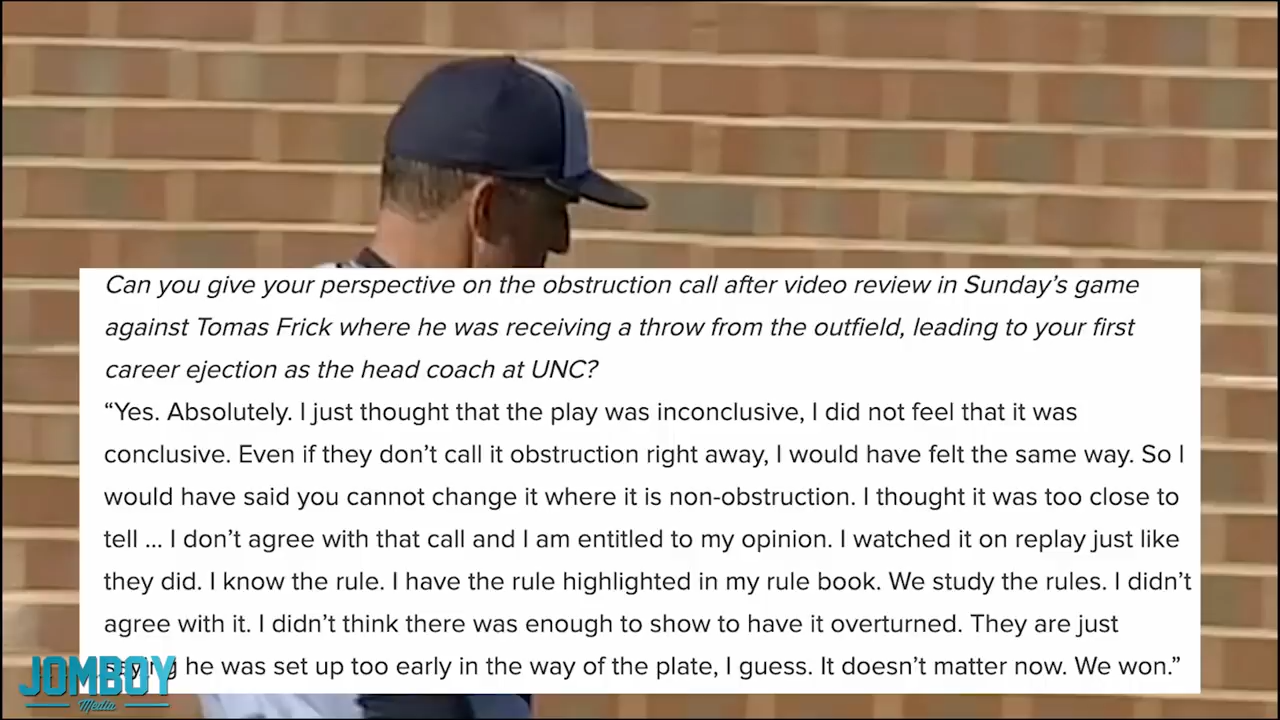 Can you give your perspective on the obstruction call after video review in Sunday’s game
against Tomas Frick where he was receiving a throw from the outfield, leading to your first
career ejection as the head coach at UNC?
“Yes. Absolutely. I just thought that the play was inconclusive, I did not feel that it was
conclusive. Even if they don’t call it obstruction right away, I would have felt the same way. So I
would have said you cannot change it where it is non-obstruction. I thought it was too close to
tell ... I don’t agree with that call and I am entitled to my opinion. I watched it on replay just like
they did. I know the rule. I have the rule highlighted in my rule book. We study the rules. I didn’t
agree with it. I didn’t think there was enough to show to have it overturned. They are just
he was set up too early in the way of the plate, I guess. It doesn’t matter now. We won.”
JOMBOY
Media